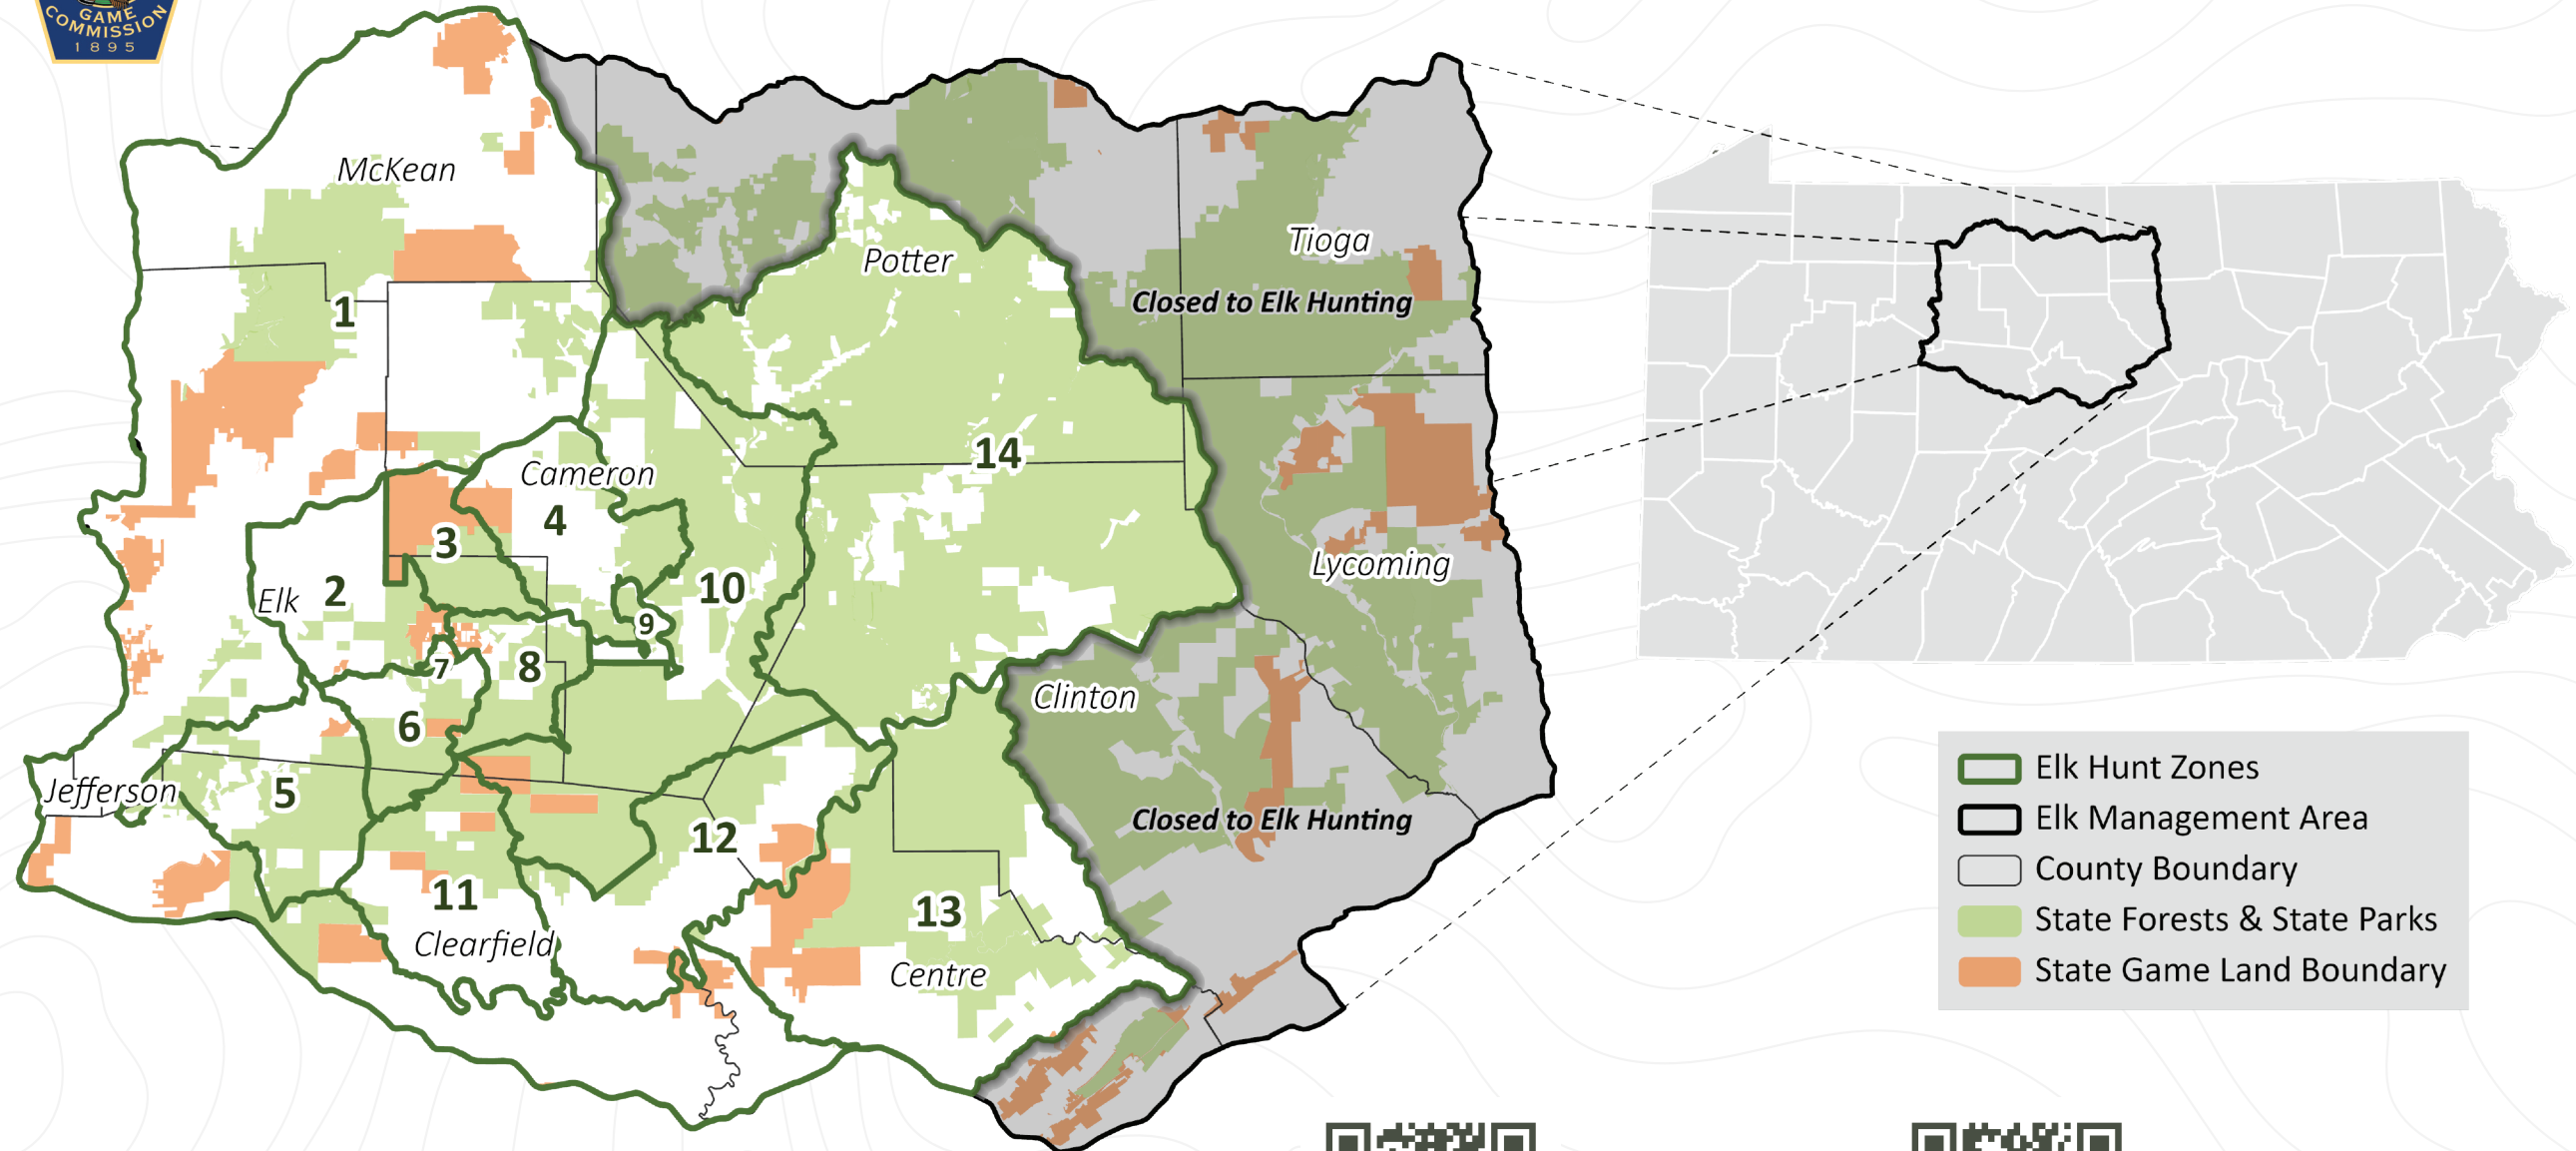 GAME
COMMISSION
1895
McKean
Potter
Tioga
Closed to Elk Hunting
1
14
Cameron
4
3
Lycoming
10
2
Elk
9
7
8
Clinton
6
Jefferson
5
Closed to Elk Hunting
12
11
13
Clearfield
Centre
Elk Hunt Zones
Elk Management Area
County Boundary
State Forests & State Parks
State Game Land Boundary